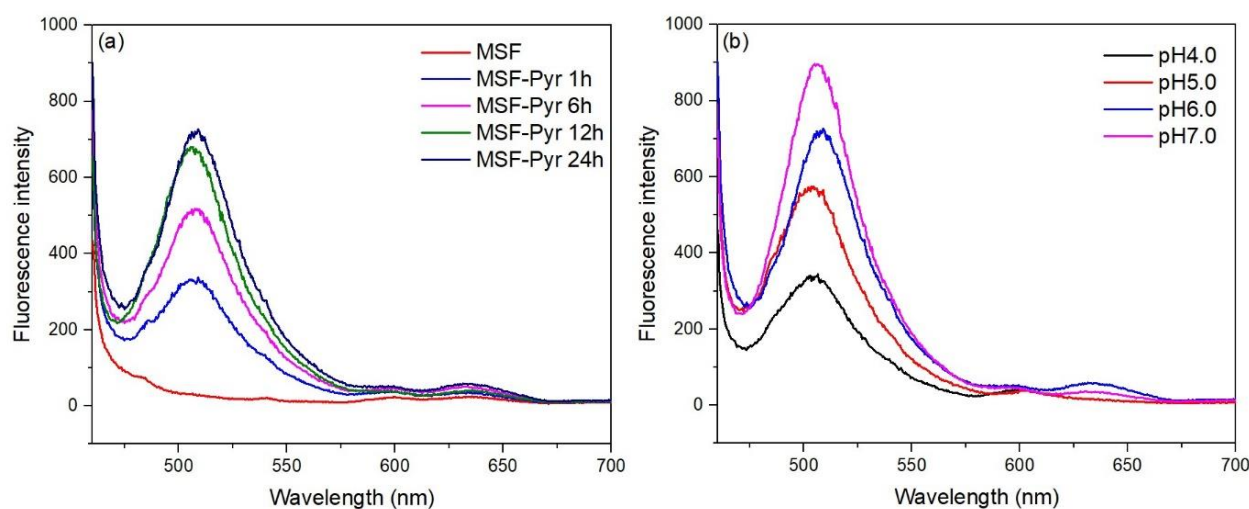 (a)
MSF
MSF-Pyr 1h
MSF-Pyr 6h
MSF-Pyr 12h
MSF-Pyr 24h
1000
800
600
400
200
0
Fluorescence intensity
500 550 600 650 700
Wavelength (nm)
(b)
pH4.0
pH5.0
pH6.0
pH7.0
1000
800
600
400
200
0
Fluorescence intensity
500 550 600 650 700
Wavelength (nm)